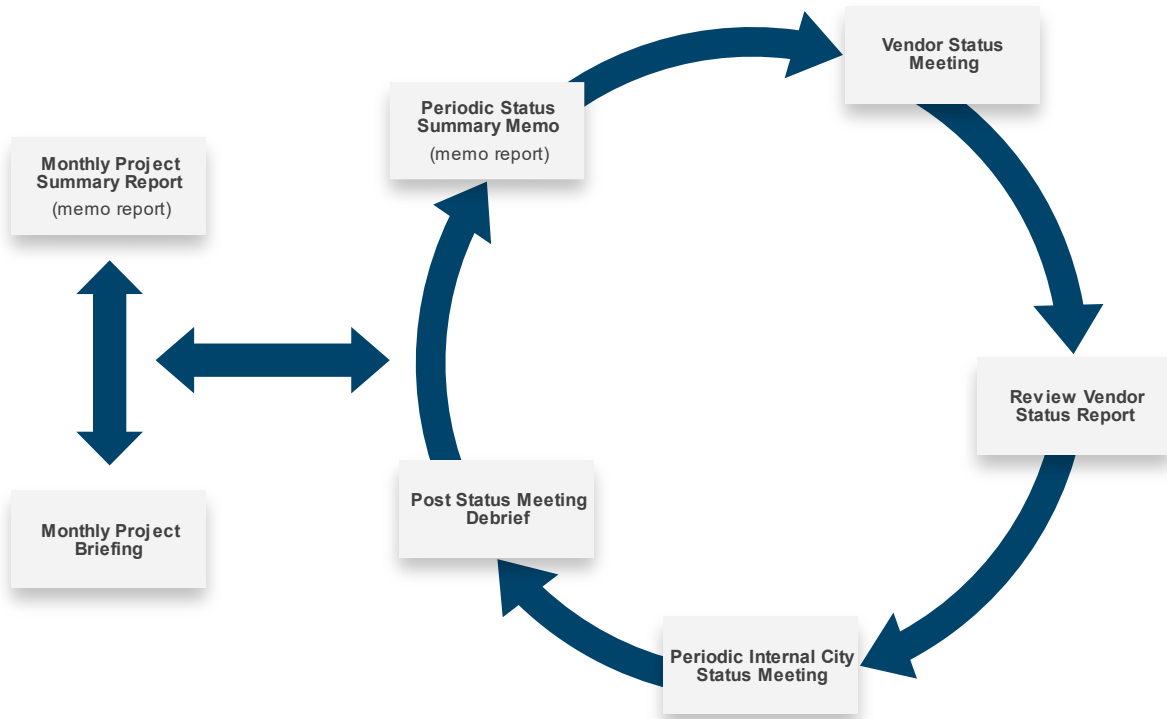 Vendor Status
Meeting
Periodic Status
Summary Memo
(memo report)
Monthly Project
Summary Report
(memo report)
Review Vendor
Status Report
Post Status Meeting
Debrief
Monthly Project
Briefing
Periodic Internal City
Status Meeting